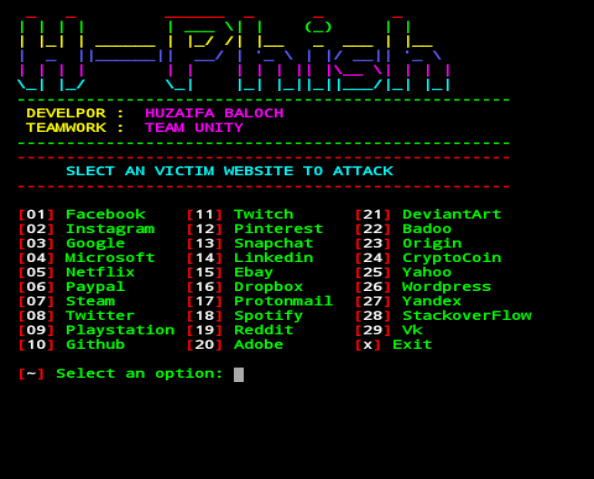 H-Phish
DEVELPOR : HUZAIFA BALOCH
TEAMWORK : TEAM UNITY
SLECT AN VICTIM WEBSITE TO ATTACK
[01] Facebook [11] Twitch [21] DeviantArt
[02] Instagram [12] Pinterest [22] Badoo
[03] Google [13] Snapchat [23] Origin
[04] Microsoft [14] Linkedin [24] CryptoCoin
[05] Netflix [15] Ebay [25] Yahoo
[06] Paypal [16] Dropbox [26] Wordpress
[07] Steam [17] Protonmail [27] Yandex
[08] Twitter [18] Spotify [28] StackoverFlow
[09] Playstation [19] Reddit [29] Vk
[10] Github [20] Adobe [x] Exit
[~] Select an option: